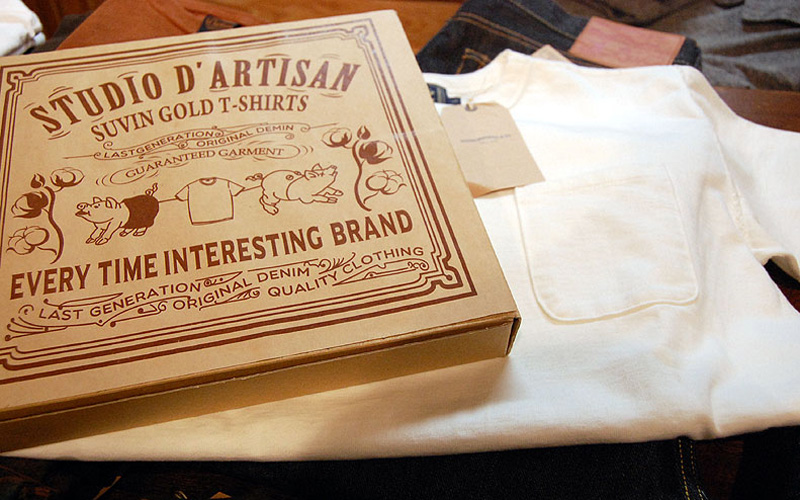 STUDIO D'ARTISAN
SUVIN GOLD T-SHIRTS
LASTGENERATION ORIGINAL DEMIN
GUARANTEED GARMENT
EVERY TIME INTERESTING BRAND
LAST GENERATION ORIGINAL DENIM QUALITY CLOTHING